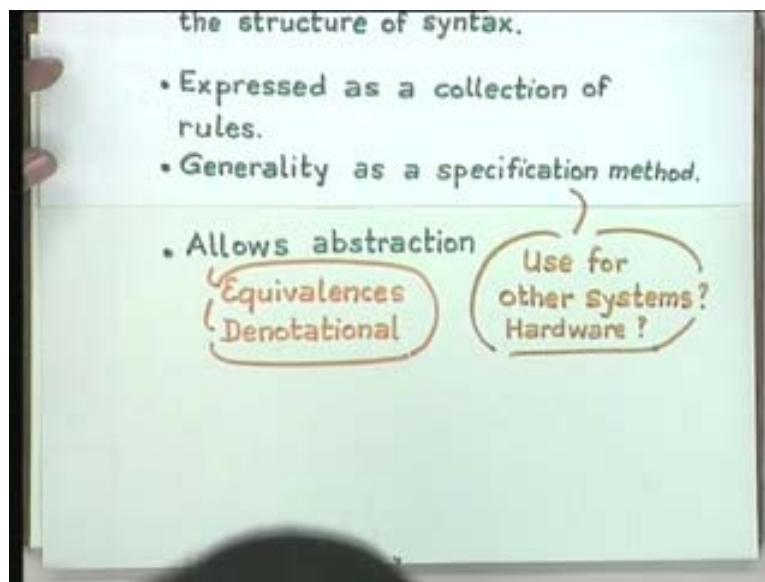 the structure of syntax.
• Expressed as a collection of
rules.
• Generality as a specification method.
• Allows abstraction
Equivalences
Denotational
Use for
other systems?
Hardware?